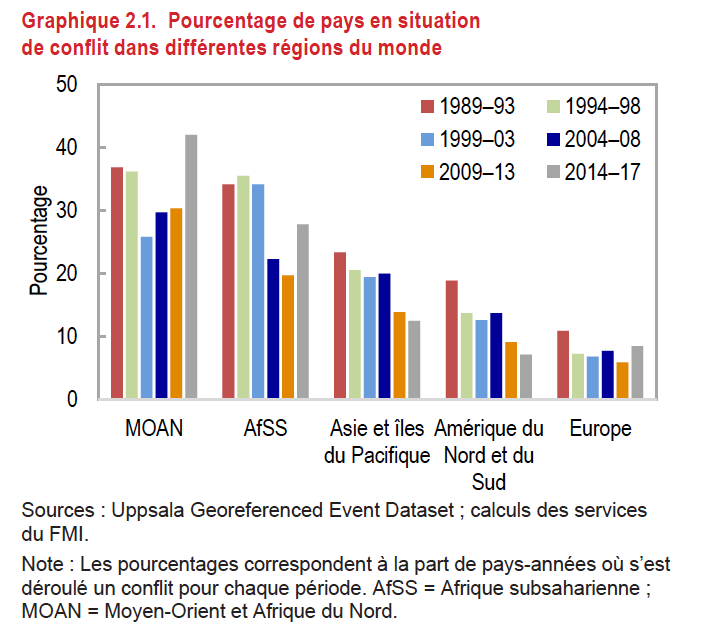 Graphique 2.1. Pourcentage de pays en situation
de conflit dans différentes régions du monde
50
40
30
20
10
0
Pourcentage
1989–93
1994–98
1999–03
2004–08
2009–13
2014–17
MOAN
AfSS
Asie et îles
du Pacifique
Amérique du
Nord et du
Sud
Europe
Sources : Uppsala Georeferenced Event Dataset ; calculs des services
du FMI.
Note : Les pourcentages correspondent à la part de pays-années où s’est
déroulé un conflit pour chaque période. AfSS = Afrique subsaharienne ;
MOAN = Moyen-Orient et Afrique du Nord.